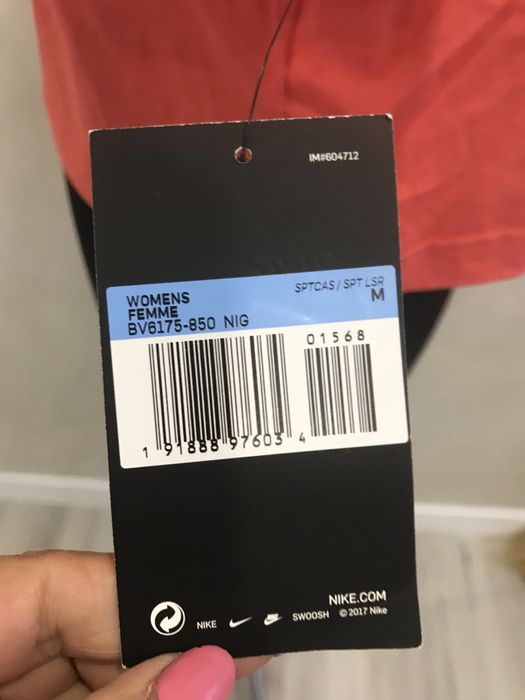 IM#604712
WOMENS
FEMME
BV6175-850 NIG
SPTCAS / SPT LSR
M
01568
1 91888 97603 4
NIKE.COM
NIKE SWOOSH © 2017 Nike